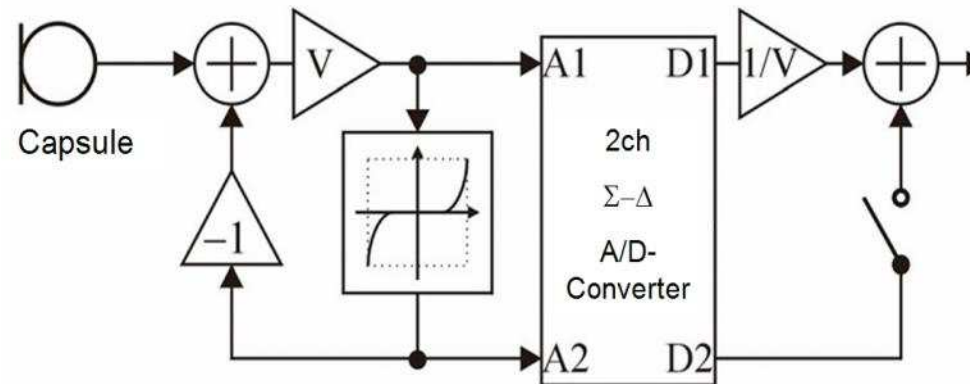 Capsule
V
−1
A1
D1
2ch
Σ−Δ
A/D-
Converter
A2
D2
1/V